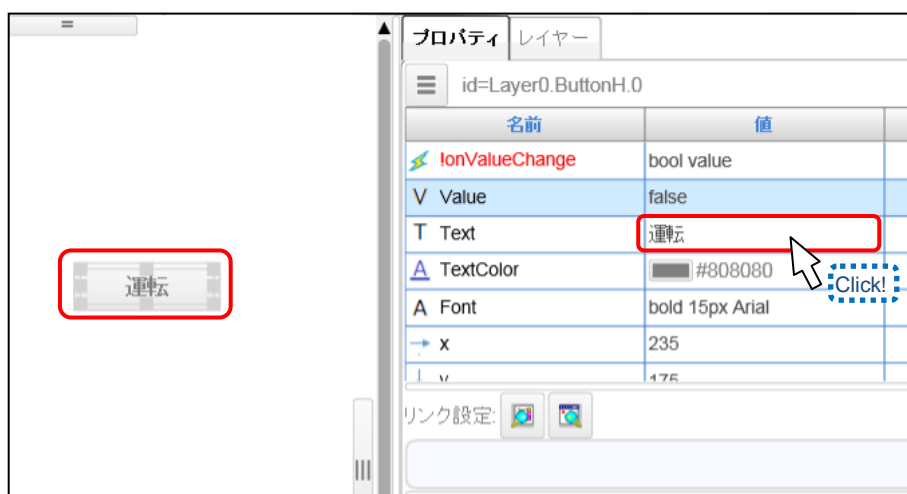 プロパティ レイヤー
id=Layer0.ButtonH.0
名前 値
!onValueChange bool value
V Value false
T Text 運転
A TextColor #808080
Click!
A Font bold 15px Arial
x 235
y 175
リンク設定:
運転